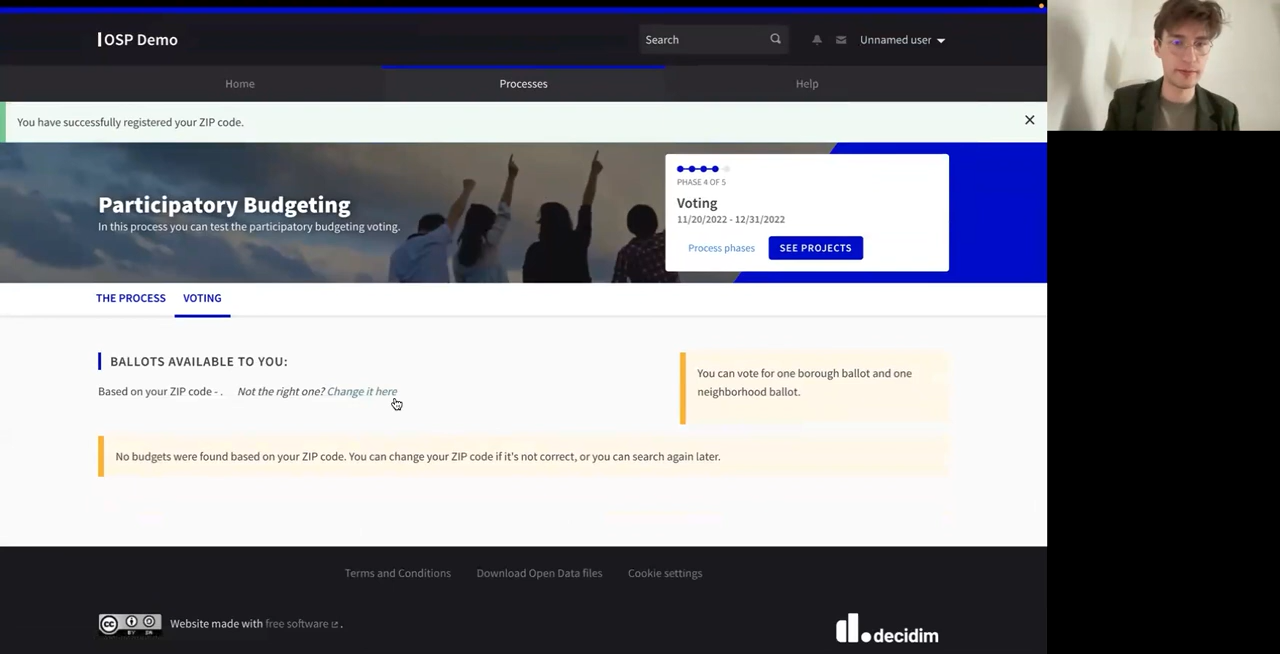 OSP Demo
Search
Unnamed user
Home
Processes
Help
You have successfully registered your ZIP code.
Participatory Budgeting
In this process you can test the participatory budgeting voting.
PHASE 4 OF 5
Voting
11/20/2022 - 12/31/2022
Process phases
SEE PROJECTS
THE PROCESS
VOTING
BALLOTS AVAILABLE TO YOU:
Based on your ZIP code - . Not the right one? Change it here
You can vote for one borough ballot and one
neighborhood ballot.
No budgets were found based on your ZIP code. You can change your ZIP code if it's not correct, or you can search again later.
Terms and Conditions
Download Open Data files
Cookie settings
Website made with free software .
decidim